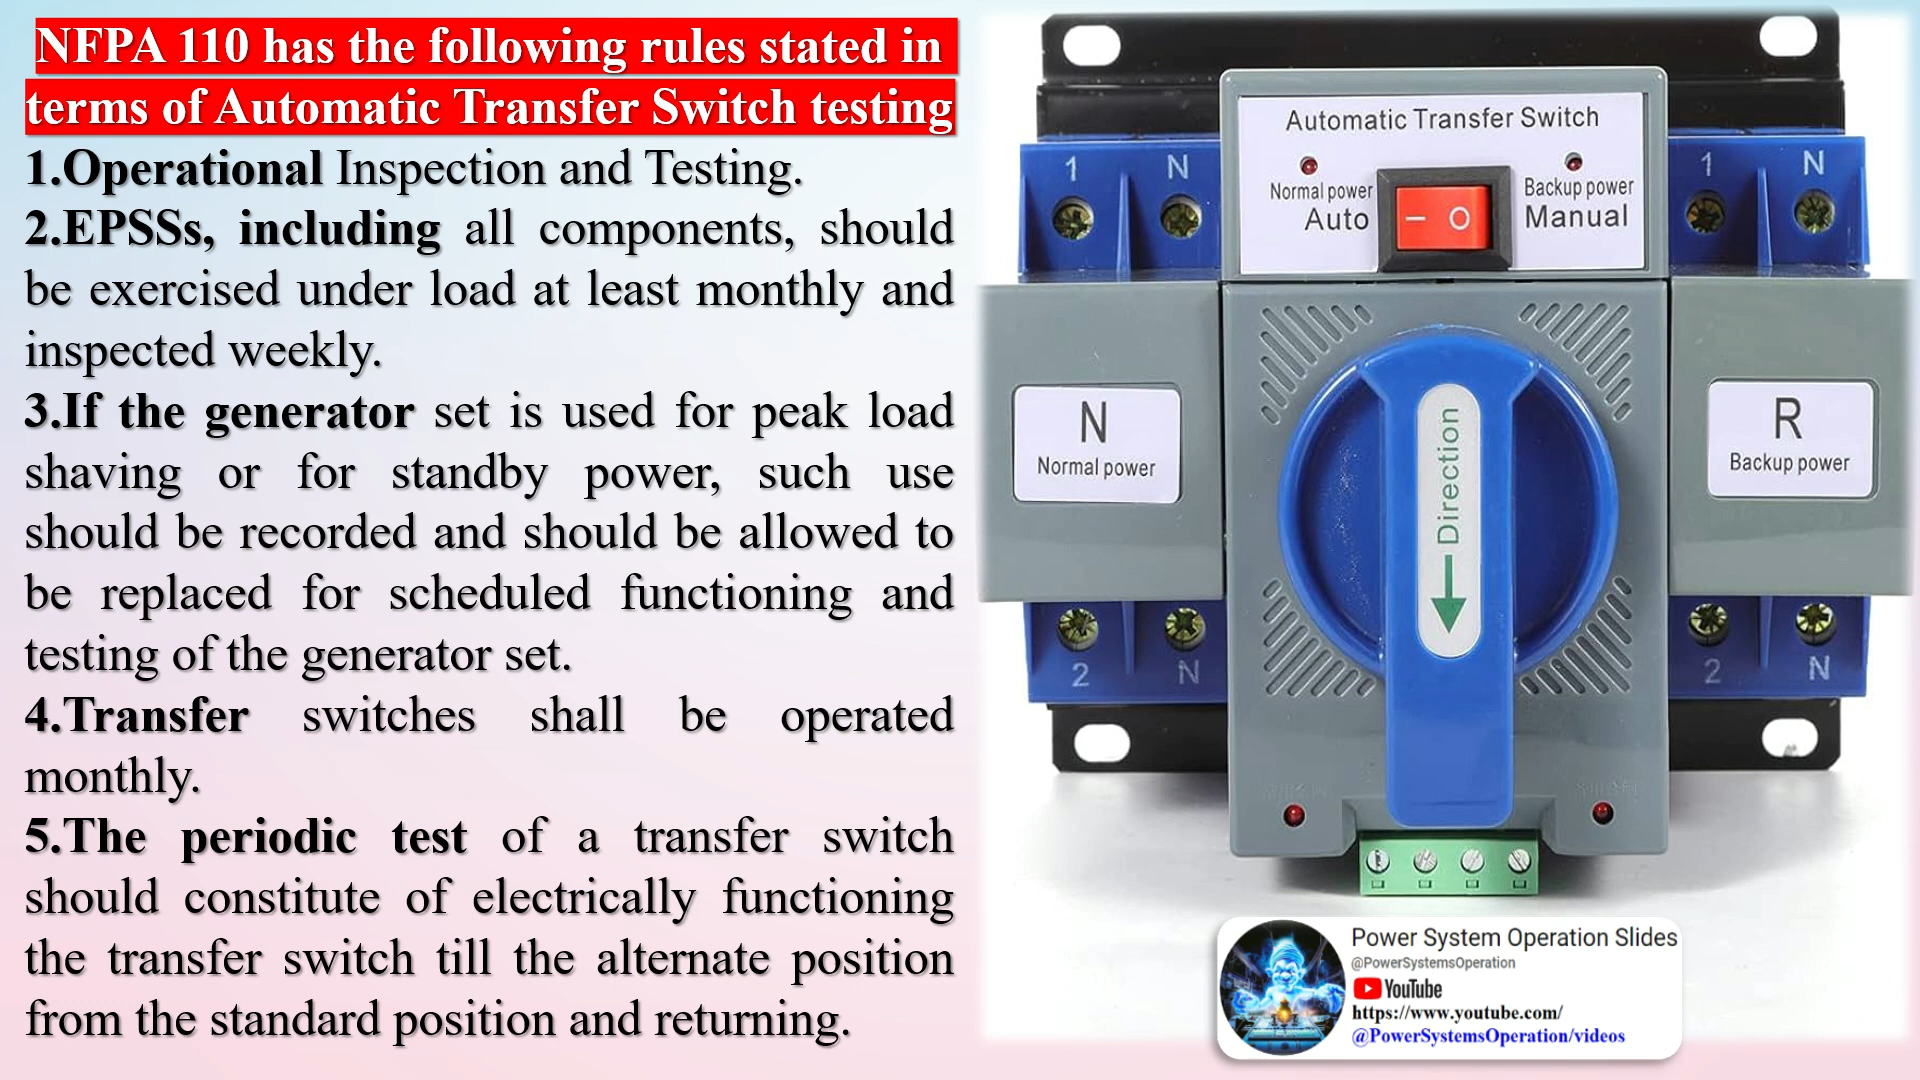 NFPA 110 has the following rules stated in
terms of Automatic Transfer Switch testing
1.Operational Inspection and Testing.
2.EPSSs, including all components, should
be exercised under load at least monthly and
inspected weekly.
3.If the generator set is used for peak load
shaving or for standby power, such use
should be recorded and should be allowed to
be replaced for scheduled functioning and
testing of the generator set.
4.Transfer switches shall be operated
monthly.
5.The periodic test of a transfer switch
should constitute of electrically functioning
the transfer switch till the alternate position
from the standard position and returning.
Automatic Transfer Switch
Normal power
Auto
Backup power
Manual
1 N
1 N
N
Normal power
Direction
R
Backup power
2 N
2 N
Power System Operation Slides
@PowerSystemsOperation
YouTube
https://www.youtube.com/
@PowerSystemsOperation/videos